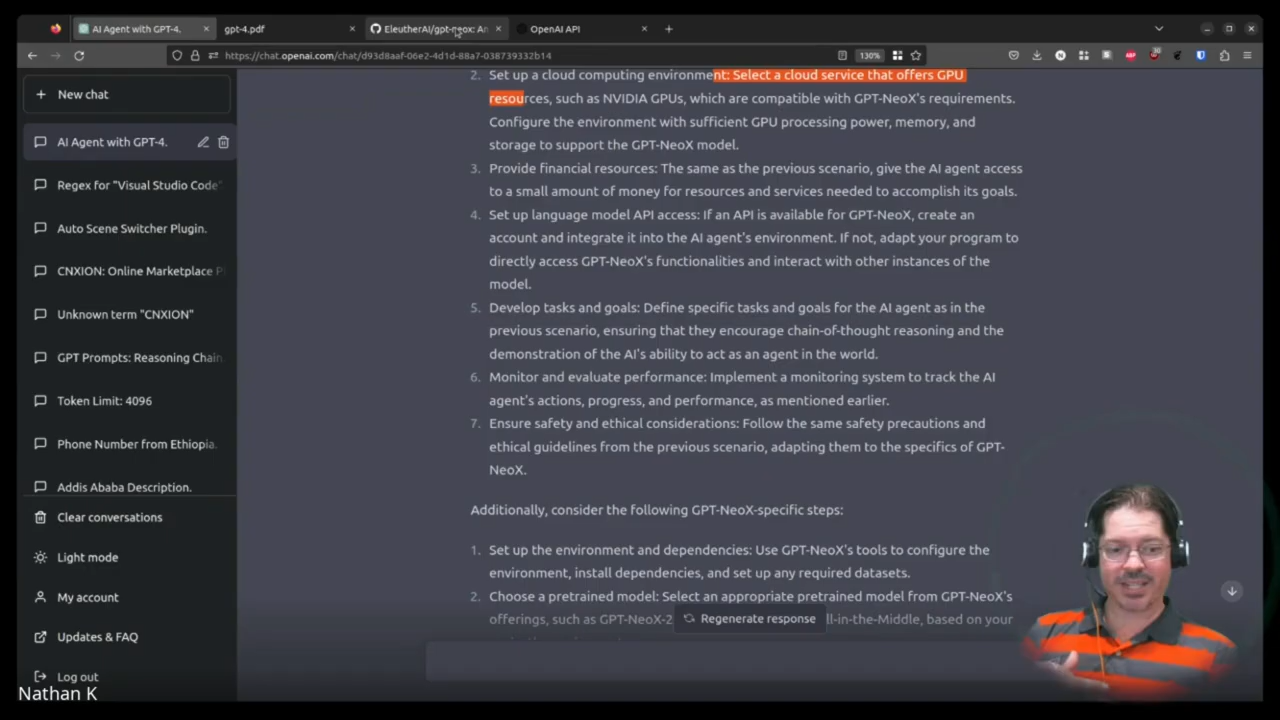 AI Agent with GPT-4.
gpt-4.pdf
EleutherAI/gpt-neox: An
OpenAI API
https://chat.openai.com/chat/d93d8aaf-06e2-4d1d-88a7-038739332b14
130%
New chat
AI Agent with GPT-4.
Regex for "Visual Studio Code"
Auto Scene Switcher Plugin.
CNXION: Online Marketplace P
Unknown term "CNXION"
GPT Prompts: Reasoning Chain.
Token Limit: 4096
Phone Number from Ethiopia.
Addis Ababa Description.
Clear conversations
Light mode
My account
Updates & FAQ
Log out
Nathan K
2. Set up a cloud computing environment: Select a cloud service that offers GPU
resources, such as NVIDIA GPUs, which are compatible with GPT-NeoX's requirements.
Configure the environment with sufficient GPU processing power, memory, and
storage to support the GPT-NeoX model.
3. Provide financial resources: The same as the previous scenario, give the AI agent access
to a small amount of money for resources and services needed to accomplish its goals.
4. Set up language model API access: If an API is available for GPT-NeoX, create an
account and integrate it into the AI agent's environment. If not, adapt your program to
directly access GPT-NeoX's functionalities and interact with other instances of the
model.
5. Develop tasks and goals: Define specific tasks and goals for the AI agent as in the
previous scenario, ensuring that they encourage chain-of-thought reasoning and the
demonstration of the AI's ability to act as an agent in the world.
6. Monitor and evaluate performance: Implement a monitoring system to track the AI
agent's actions, progress, and performance, as mentioned earlier.
7. Ensure safety and ethical considerations: Follow the same safety precautions and
ethical guidelines from the previous scenario, adapting them to the specifics of GPT-
NeoX.
Additionally, consider the following GPT-NeoX-specific steps:
1. Set up the environment and dependencies: Use GPT-NeoX's tools to configure the
environment, install dependencies, and set up any required datasets.
2. Choose a pretrained model: Select an appropriate pretrained model from GPT-NeoX's
offerings, such as GPT-NeoX-2 ll-in-the-Middle, based on your
Regenerate response